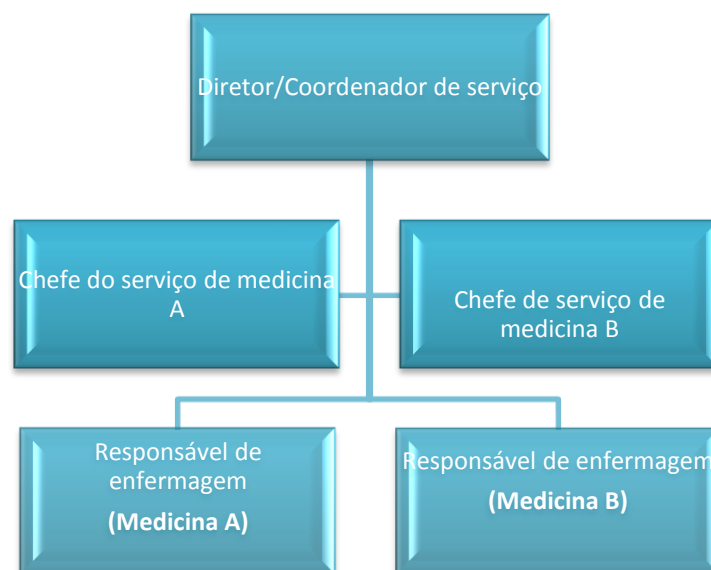 Diretor/Coordenador de serviço
Chefe do serviço de medicina
A
Chefe de serviço de
medicina B
Responsável de
enfermagem
(Medicina A)
Responsável de enfermagem
(Medicina B)